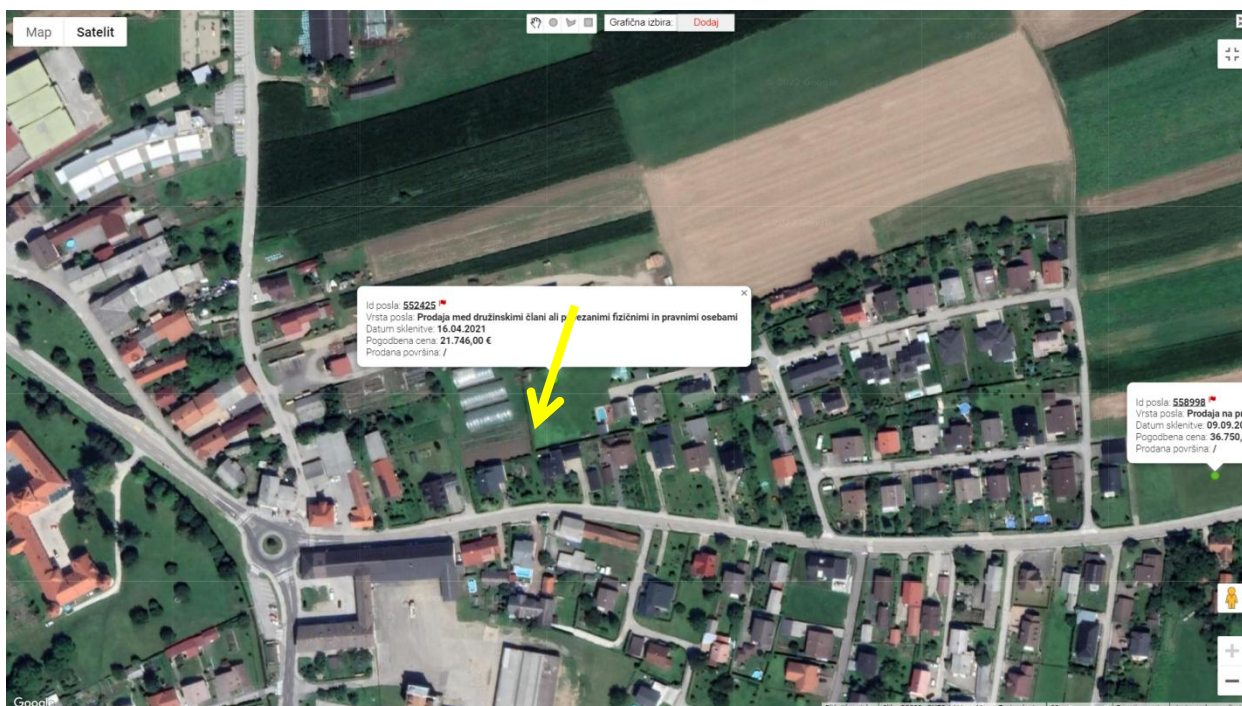 Map Satelit
Grafična izbira: Dodaj
Id posla: 552425
Vrsta posla: Prodaja med družinskimi člani ali povezanimi fizičnimi in pravnimi osebami
Datum sklenitve: 16.04.2021
Pogodbena cena: 21.746,00 €
Prodana površina: /
Id posla: 558998
Vrsta posla: Prodaja na pr
Datum sklenitve: 09.09.20
Pogodbena cena: 36.750,
Prodana površina: /
Google